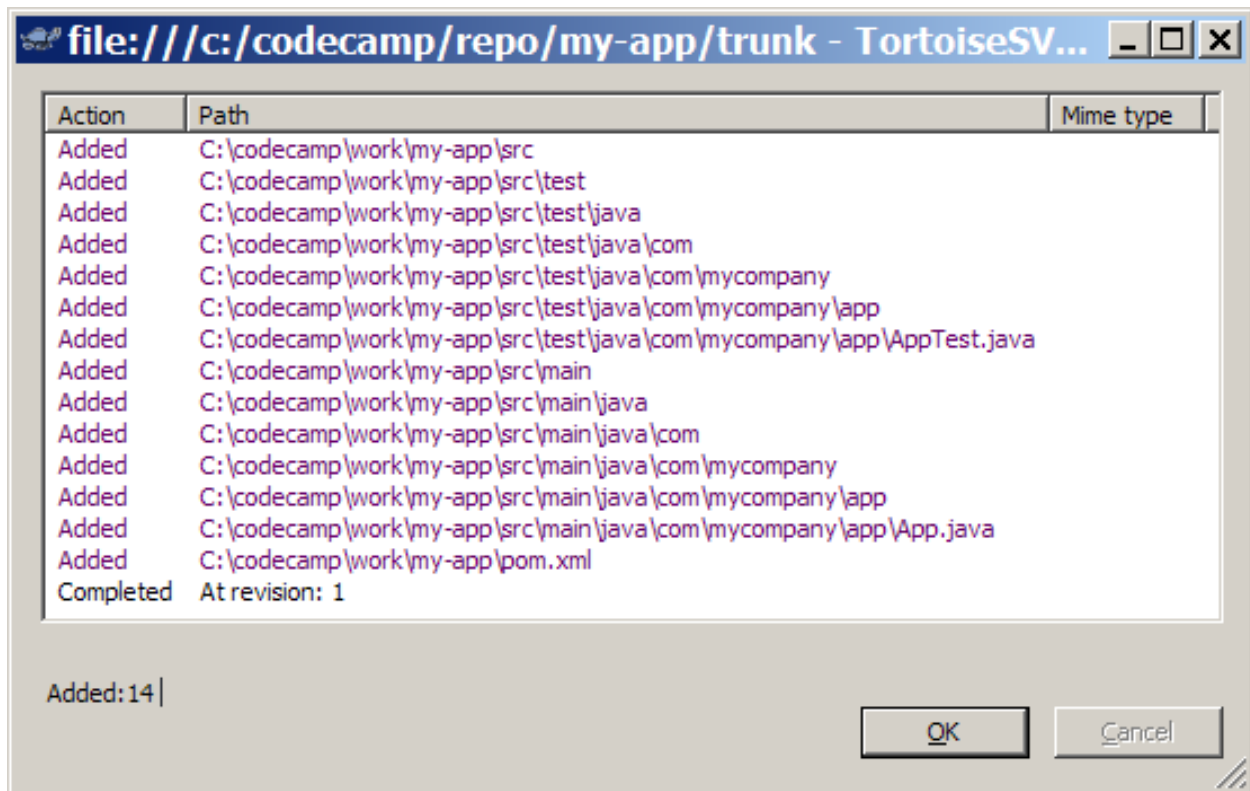 file:///c:/codecamp/repo/my-app/trunk - TortoiseSV...
Action Path Mime type
Added C:\codecamp\work\my-app\src
Added C:\codecamp\work\my-app\src\test
Added C:\codecamp\work\my-app\src\test\java
Added C:\codecamp\work\my-app\src\test\java\com
Added C:\codecamp\work\my-app\src\test\java\com\mycompany
Added C:\codecamp\work\my-app\src\test\java\com\mycompany\app
Added C:\codecamp\work\my-app\src\test\java\com\mycompany\app\AppTest.java
Added C:\codecamp\work\my-app\src\main
Added C:\codecamp\work\my-app\src\main\java
Added C:\codecamp\work\my-app\src\main\java\com
Added C:\codecamp\work\my-app\src\main\java\com\mycompany
Added C:\codecamp\work\my-app\src\main\java\com\mycompany\app
Added C:\codecamp\work\my-app\src\main\java\com\mycompany\app\App.java
Added C:\codecamp\work\my-app\pom.xml
Completed At revision: 1
Added:14
OK Cancel